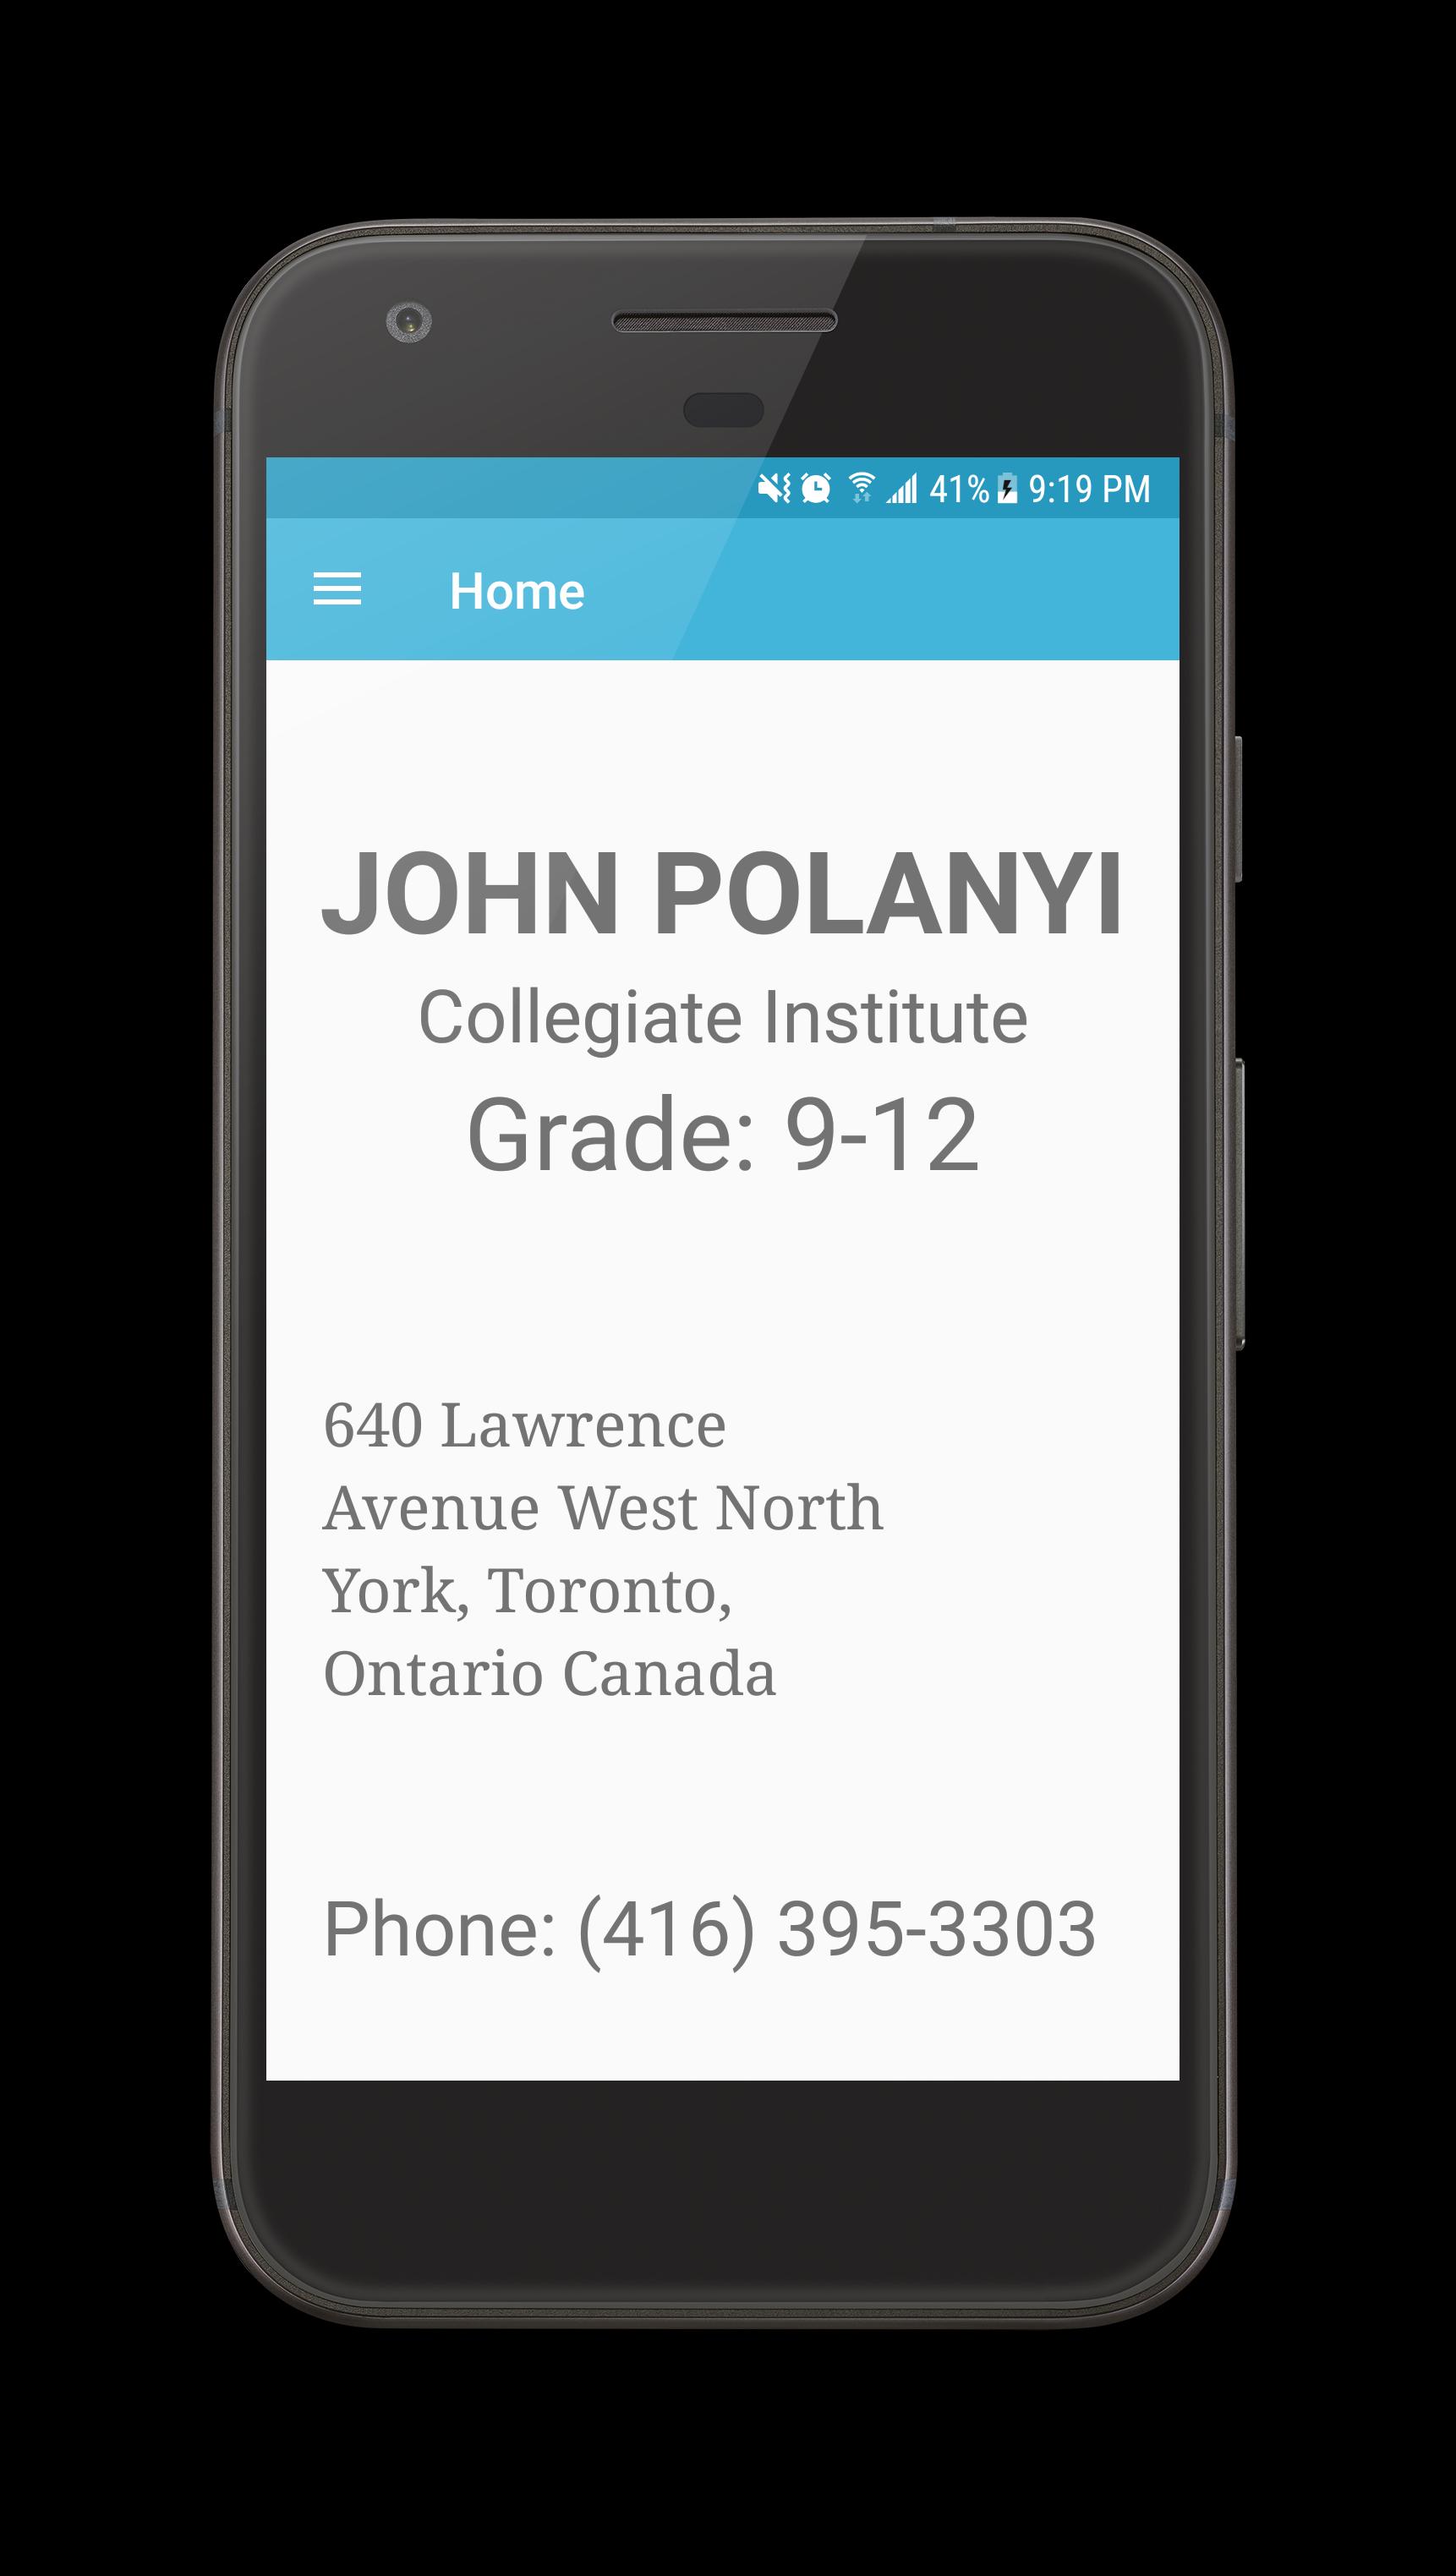 41% 9:19 PM
Home
JOHN POLANYI
Collegiate Institute
Grade: 9-12
640 Lawrence
Avenue West North
York, Toronto,
Ontario Canada
Phone: (416) 395-3303